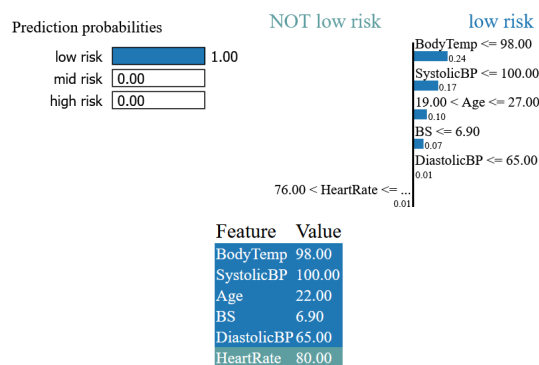 Prediction probabilities
low risk 1.00
mid risk 0.00
high risk 0.00
NOT low risk low risk
BodyTemp <= 98.00
0.24
SystolicBP <= 100.00
0.17
19.00 < Age <= 27.00
0.10
BS <= 6.90
0.07
DiastolicBP <= 65.00
0.01
76.00 < HeartRate <= ...
0.01
Feature Value
BodyTemp 98.00
SystolicBP 100.00
Age 22.00
BS 6.90
DiastolicBP 65.00
HeartRate 80.00